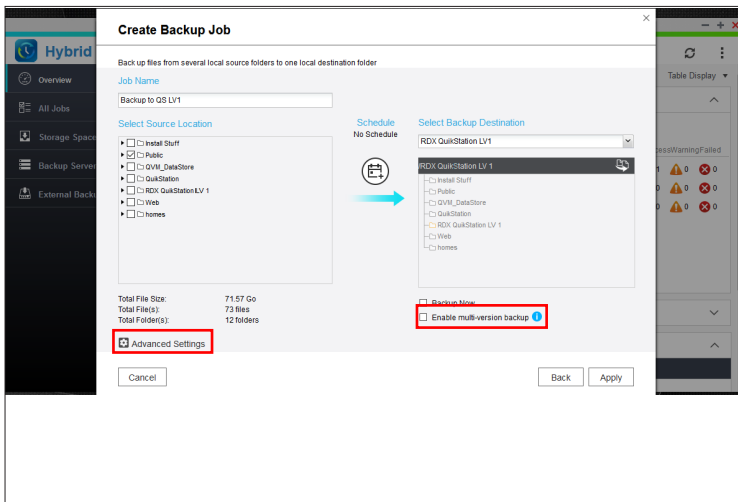 Create Backup Job
Hybrid
Back up files from several local source folders to one local destination folder
Table Display
Overview
Job Name
Backup to QS LV1
All Jobs
Select Source Location
Schedule
Select Backup Destination
No Schedule
RDX QuikStation LV1
Storage Space
Install Stuff
Public
QVM_DataStore
QuikStation
RDX QuikStation LV 1
Web
homes
/RDX QuikStation LV 1
Install Stuff
Public
QVM_DataStore
QuikStation
RDX QuikStation LV 1
Web
homes
cessWarningFailed
1 0 0
0 0 0
0 0 0
Backup Server
External Backu
Total File Size: 71.57 Go
Total File(s): 73 files
Total Folder(s): 12 folders
Backup Now
Enable multi-version backup
Advanced Settings
Cancel
Back
Apply